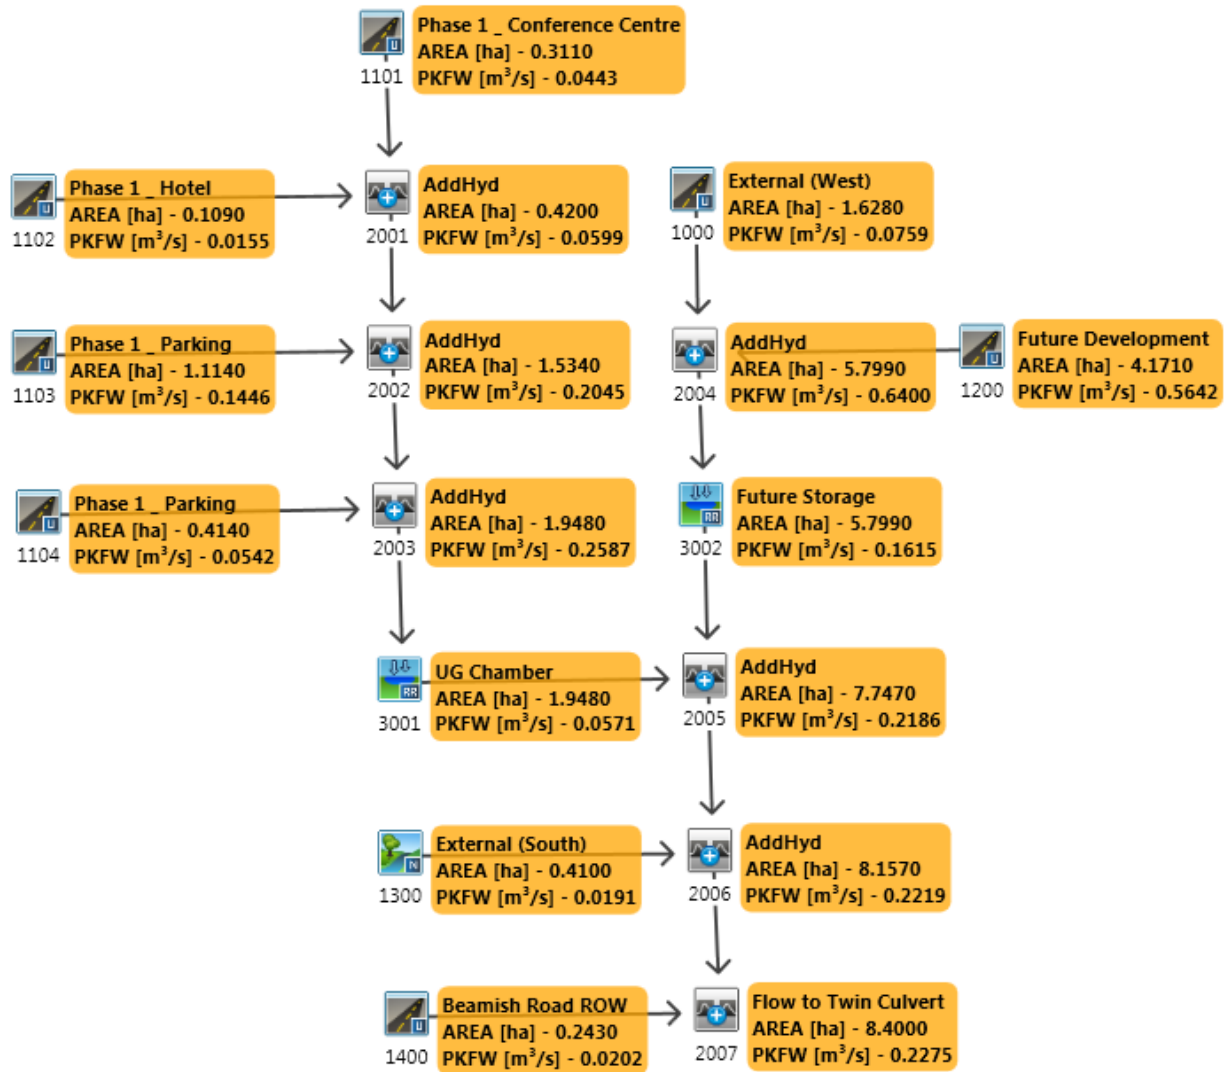 Phase 1 _ Conference Centre
AREA [ha] - 0.3110
PKFW [m³/s] - 0.0443
1101
U
Phase 1 _ Hotel
AREA [ha] - 0.1090
PKFW [m³/s] - 0.0155
1102
U
AddHyd
AREA [ha] - 0.4200
PKFW [m³/s] - 0.0599
2001
External (West)
AREA [ha] - 1.6280
PKFW [m³/s] - 0.0759
1000
U
Phase 1 _ Parking
AREA [ha] - 1.1140
PKFW [m³/s] - 0.1446
1103
U
AddHyd
AREA [ha] - 1.5340
PKFW [m³/s] - 0.2045
2002
AddHyd
AREA [ha] - 5.7990
PKFW [m³/s] - 0.6400
2004
Future Development
AREA [ha] - 4.1710
PKFW [m³/s] - 0.5642
1200
U
Phase 1 _ Parking
AREA [ha] - 0.4140
PKFW [m³/s] - 0.0542
1104
U
AddHyd
AREA [ha] - 1.9480
PKFW [m³/s] - 0.2587
2003
Future Storage
AREA [ha] - 5.7990
PKFW [m³/s] - 0.1615
3002
RR
UG Chamber
AREA [ha] - 1.9480
PKFW [m³/s] - 0.0571
3001
RR
AddHyd
AREA [ha] - 7.7470
PKFW [m³/s] - 0.2186
2005
External (South)
AREA [ha] - 0.4100
PKFW [m³/s] - 0.0191
1300
N
AddHyd
AREA [ha] - 8.1570
PKFW [m³/s] - 0.2219
2006
Beamish Road ROW
AREA [ha] - 0.2430
PKFW [m³/s] - 0.0202
1400
U
Flow to Twin Culvert
AREA [ha] - 8.4000
PKFW [m³/s] - 0.2275
2007